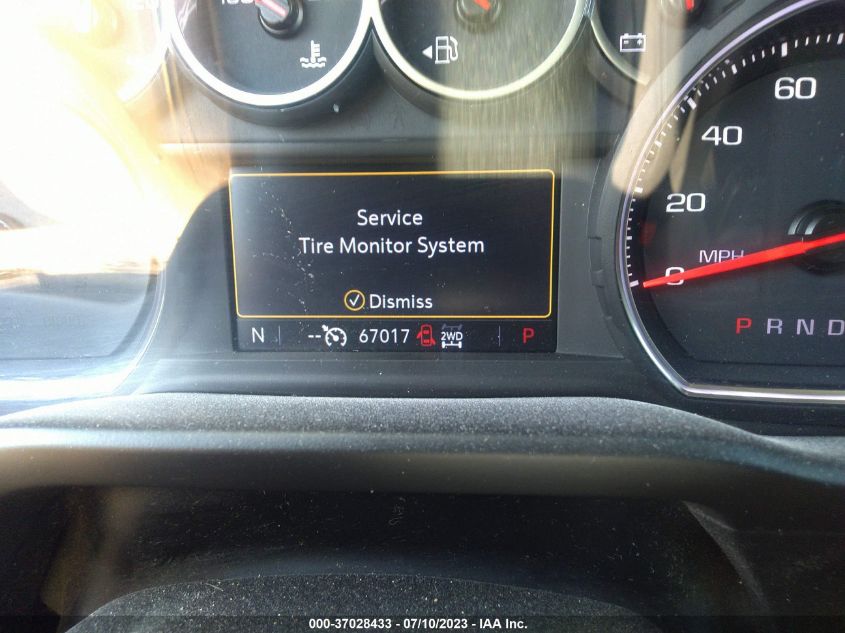 60
40
20
MPH
0
Service
Tire Monitor System
Dismiss
N -- 67017 2WD P
P R N D
000-37028433 - 07/10/2023 - IAA Inc.